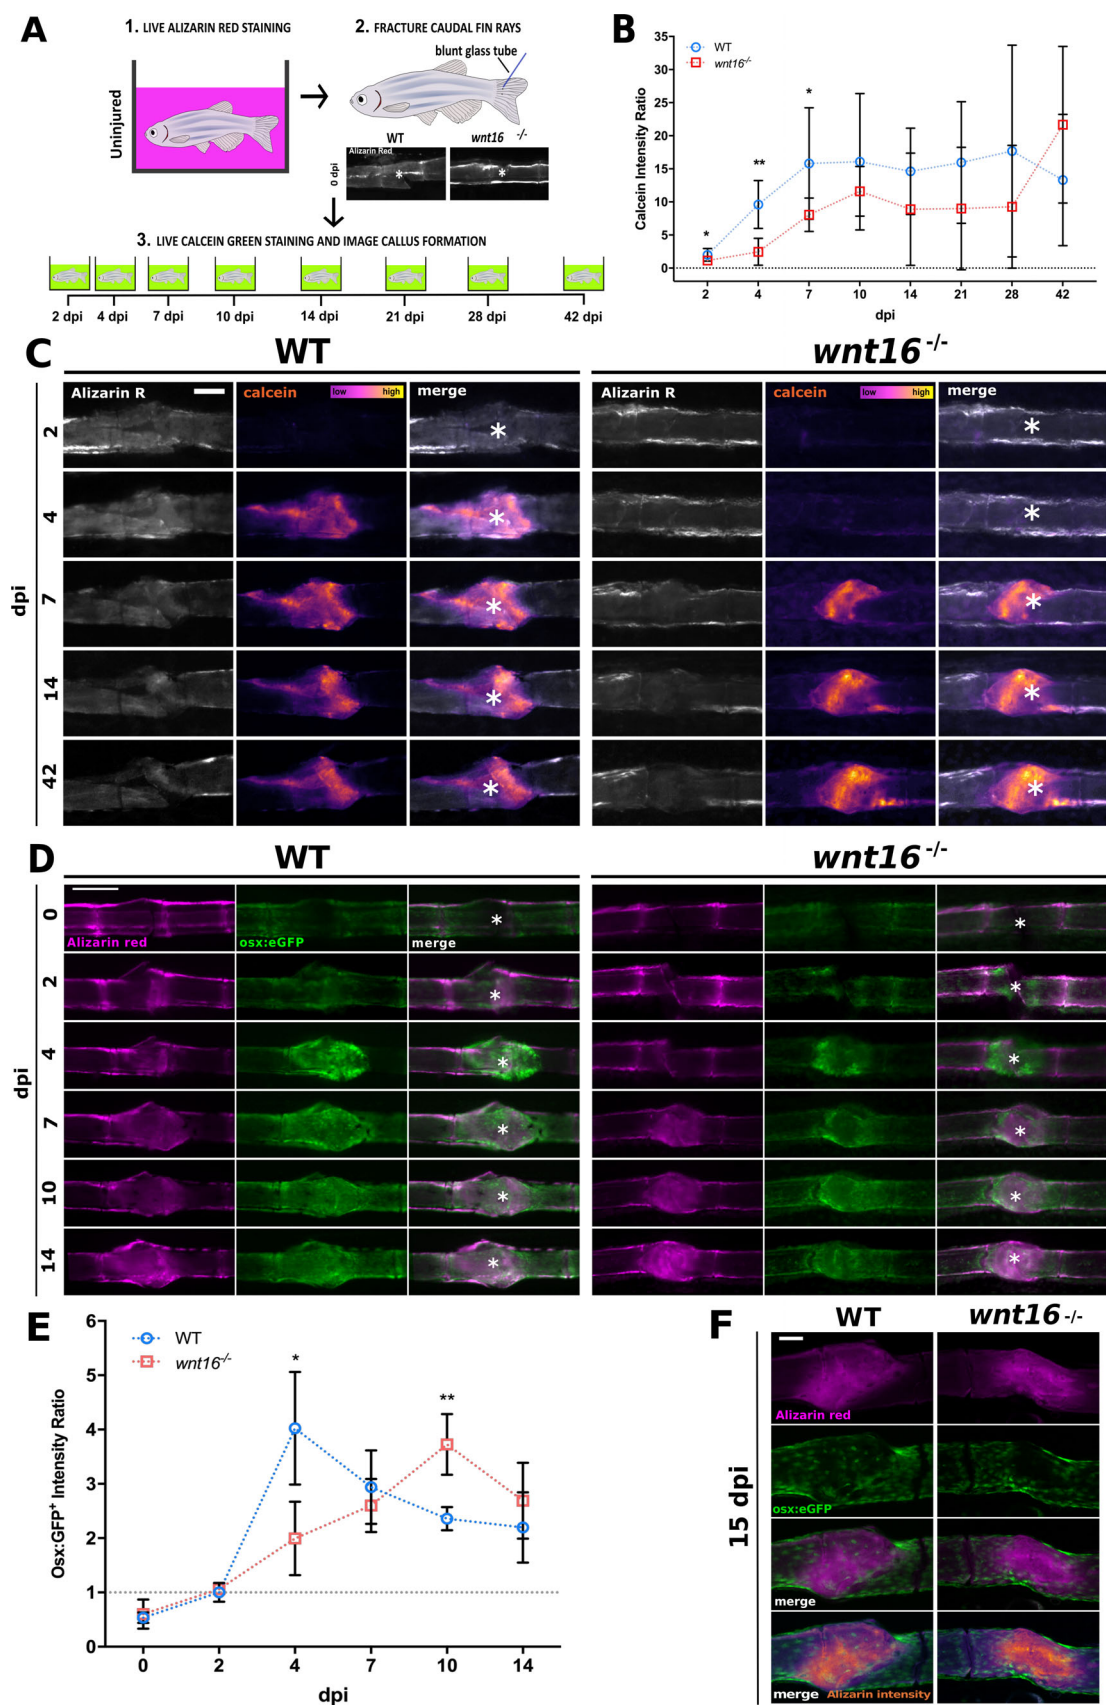 A
1. LIVE ALIZARIN RED STAINING
2. FRACTURE CAUDAL FIN RAYS
blunt glass tube
Uninjured
WT
wnt16 -/-
Alizarin Red
0 dpi
*
*
3. LIVE CALCEIN GREEN STAINING AND IMAGE CALLUS FORMATION
2 dpi 4 dpi 7 dpi 10 dpi 14 dpi 21 dpi 28 dpi 42 dpi
B
WT
wnt16-/-
Calcein Intensity Ratio
35
30
25
20
15
10
5
0
* ** *
2 4 7 10 14 21 28 42
dpi
C
WT
wnt16 -/-
Alizarin R calcein low high merge
Alizarin R calcein low high merge
dpi
2 * *
4 * *
7 * *
14 * *
42 * *
D
WT
wnt16 -/-
Alizarin red osx:eGFP merge
dpi
0 * *
2 * *
4 * *
7 * *
10 * *
14 * *
E
WT
wnt16-/-
Osx:GFP+ Intensity Ratio
6
5
4
3
2
1
0
* **
0 2 4 7 10 14
dpi
F
WT
wnt16 -/-
15 dpi
Alizarin red
osx:eGFP
merge
merge Alizarin intensity